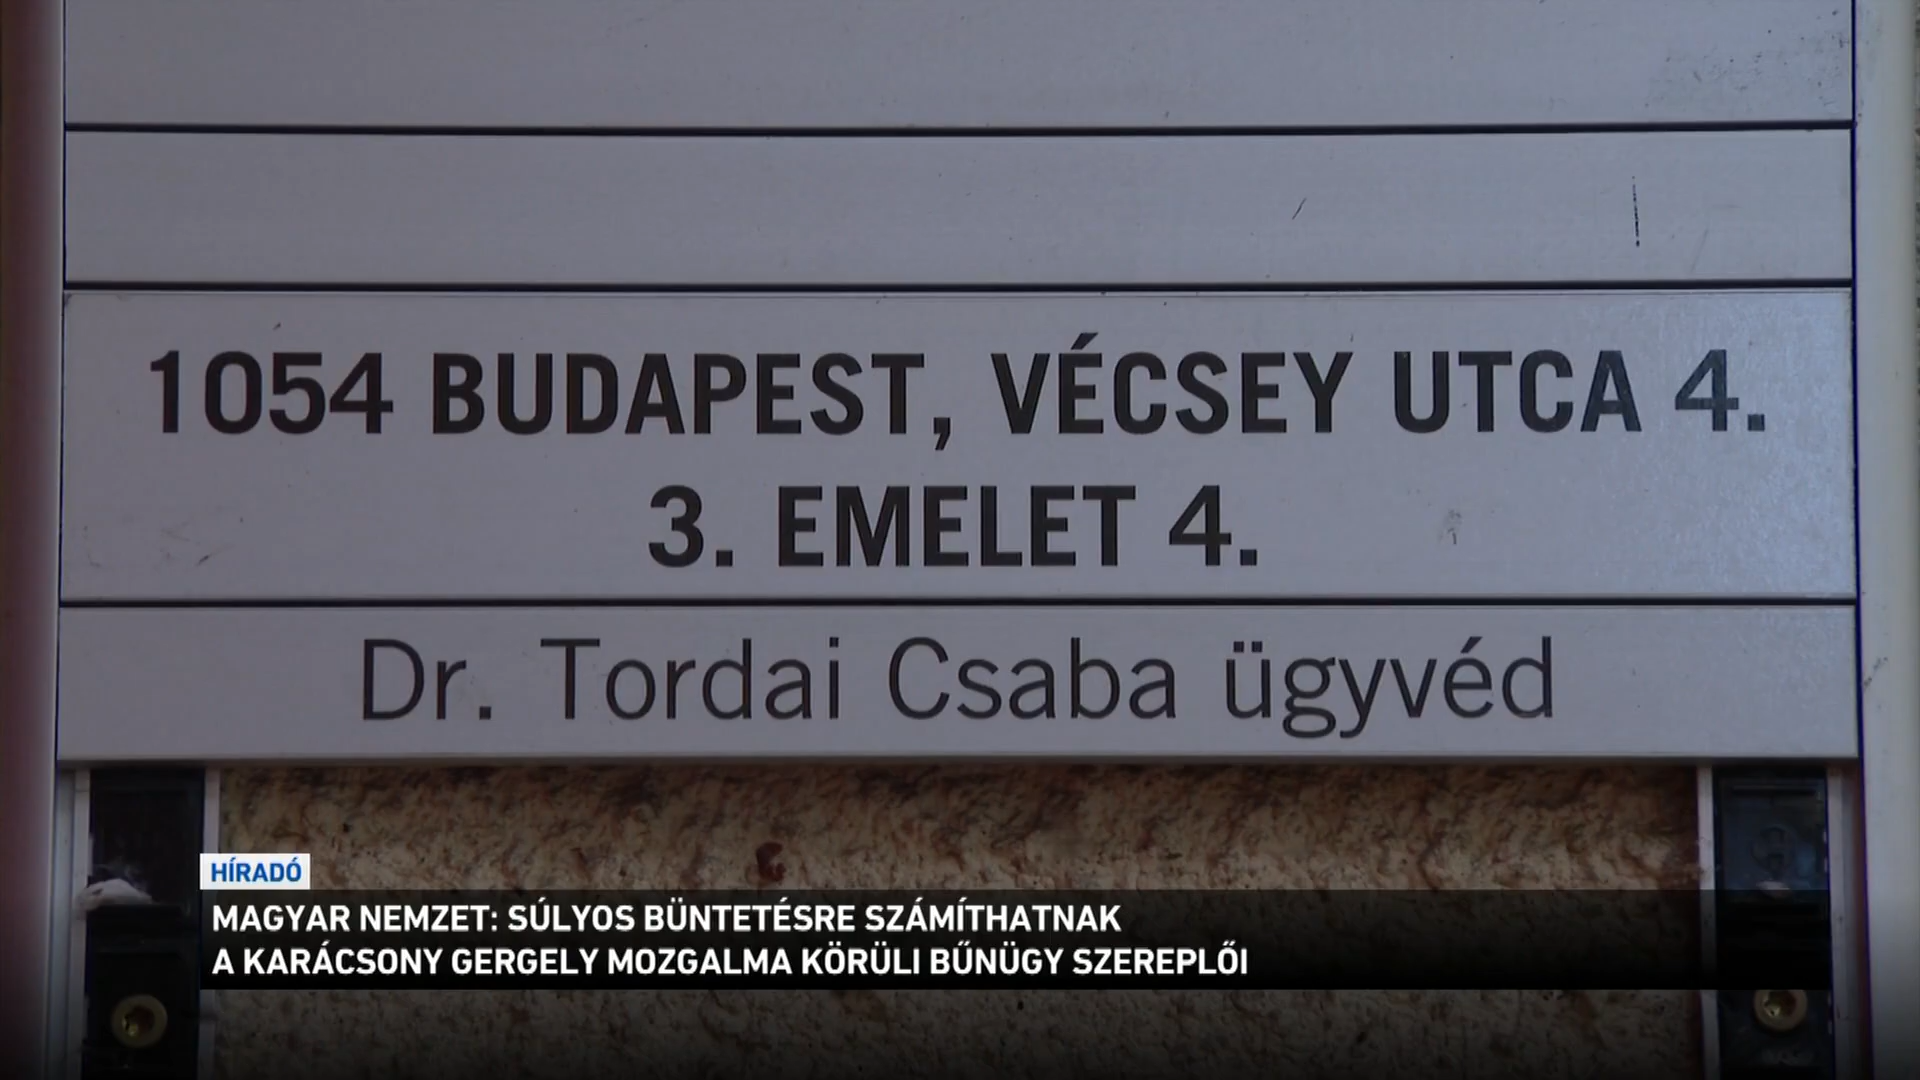 1054 BUDAPEST, VÉCSEY UTCA 4.
3. EMELET 4.
Dr. Tordai Csaba ügyvéd
HÍRADÓ
MAGYAR NEMZET: SÚLYOS BÜNTETÉSRE SZÁMÍTHATNAK
A KARÁCSONY GERGELY MOZGALMA KÖRÜLI BŰNÜGY SZEREPLŐI